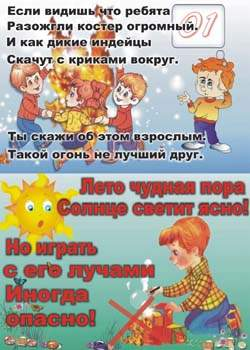 Если видишь что ребята
Разожгли костер огромный.
01
И как дикие индейцы
Скачут с криками вокруг.
Ты скажи об этом взрослым.
Такой огонь не лучший друг.
Лето чудная пора
Солнце светит ясно!
Но играть
с его лучами
Иногда
опасно!